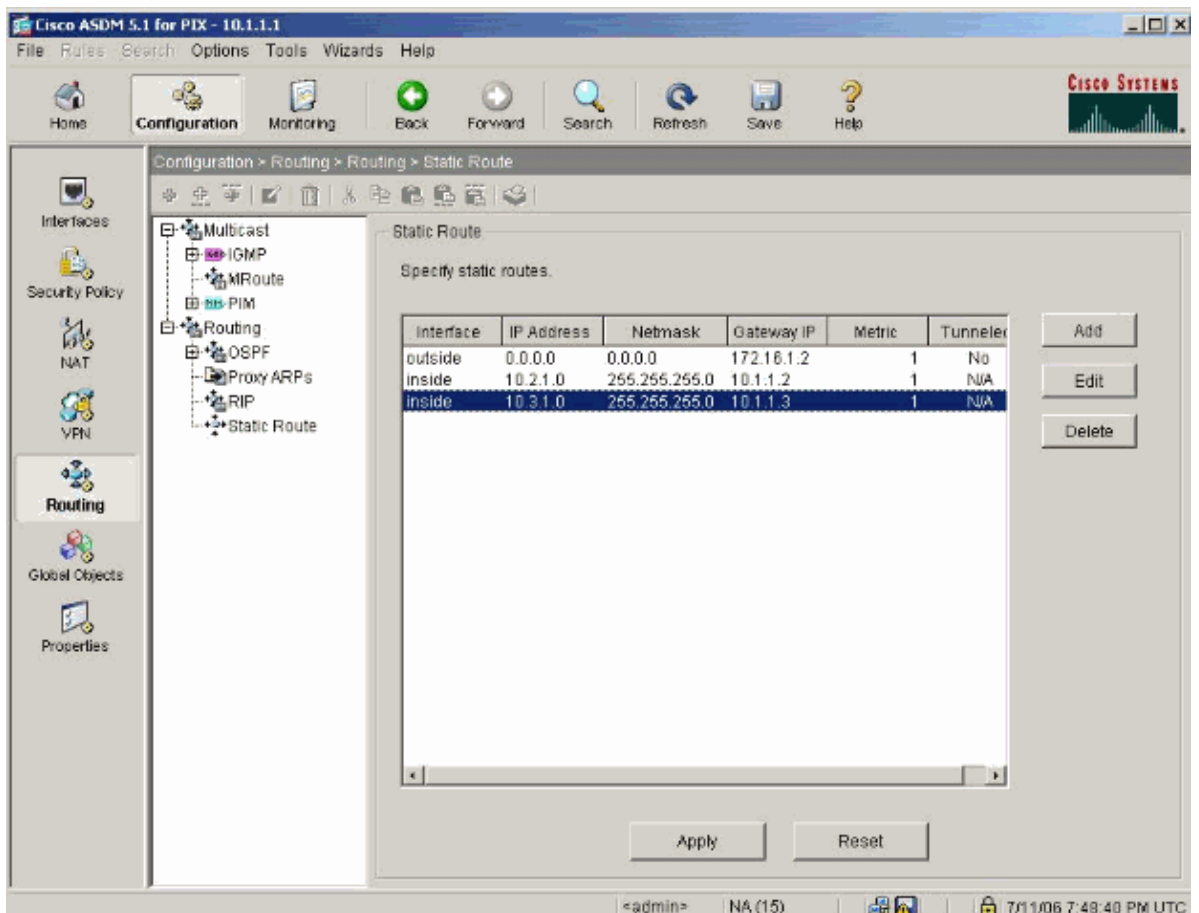 Cisco ASDM 5.1 for PIX - 10.1.1.1
File Rules Search Options Tools Wizards Help
Home Configuration Monitoring Back Forward Search Refresh Save Help
CISCO SYSTEMS
Configuration > Routing > Routing > Static Route
Interfaces
Security Policy
NAT
VPN
Routing
Global Objects
Properties
Multicast
IGMP
MRoute
PIM
Routing
OSPF
Proxy ARPs
RIP
Static Route
Static Route
Specify static routes.
Interface IP Address Netmask Gateway IP Metric Tunneled
outside 0.0.0.0 0.0.0.0 172.16.1.2 1 No
inside 10.2.1.0 255.255.255.0 10.1.1.2 1 N/A
inside 10.3.1.0 255.255.255.0 10.1.1.3 1 N/A
Add
Edit
Delete
Apply Reset
<admin> NA (15) 7/11/06 7:49:40 PM UTC